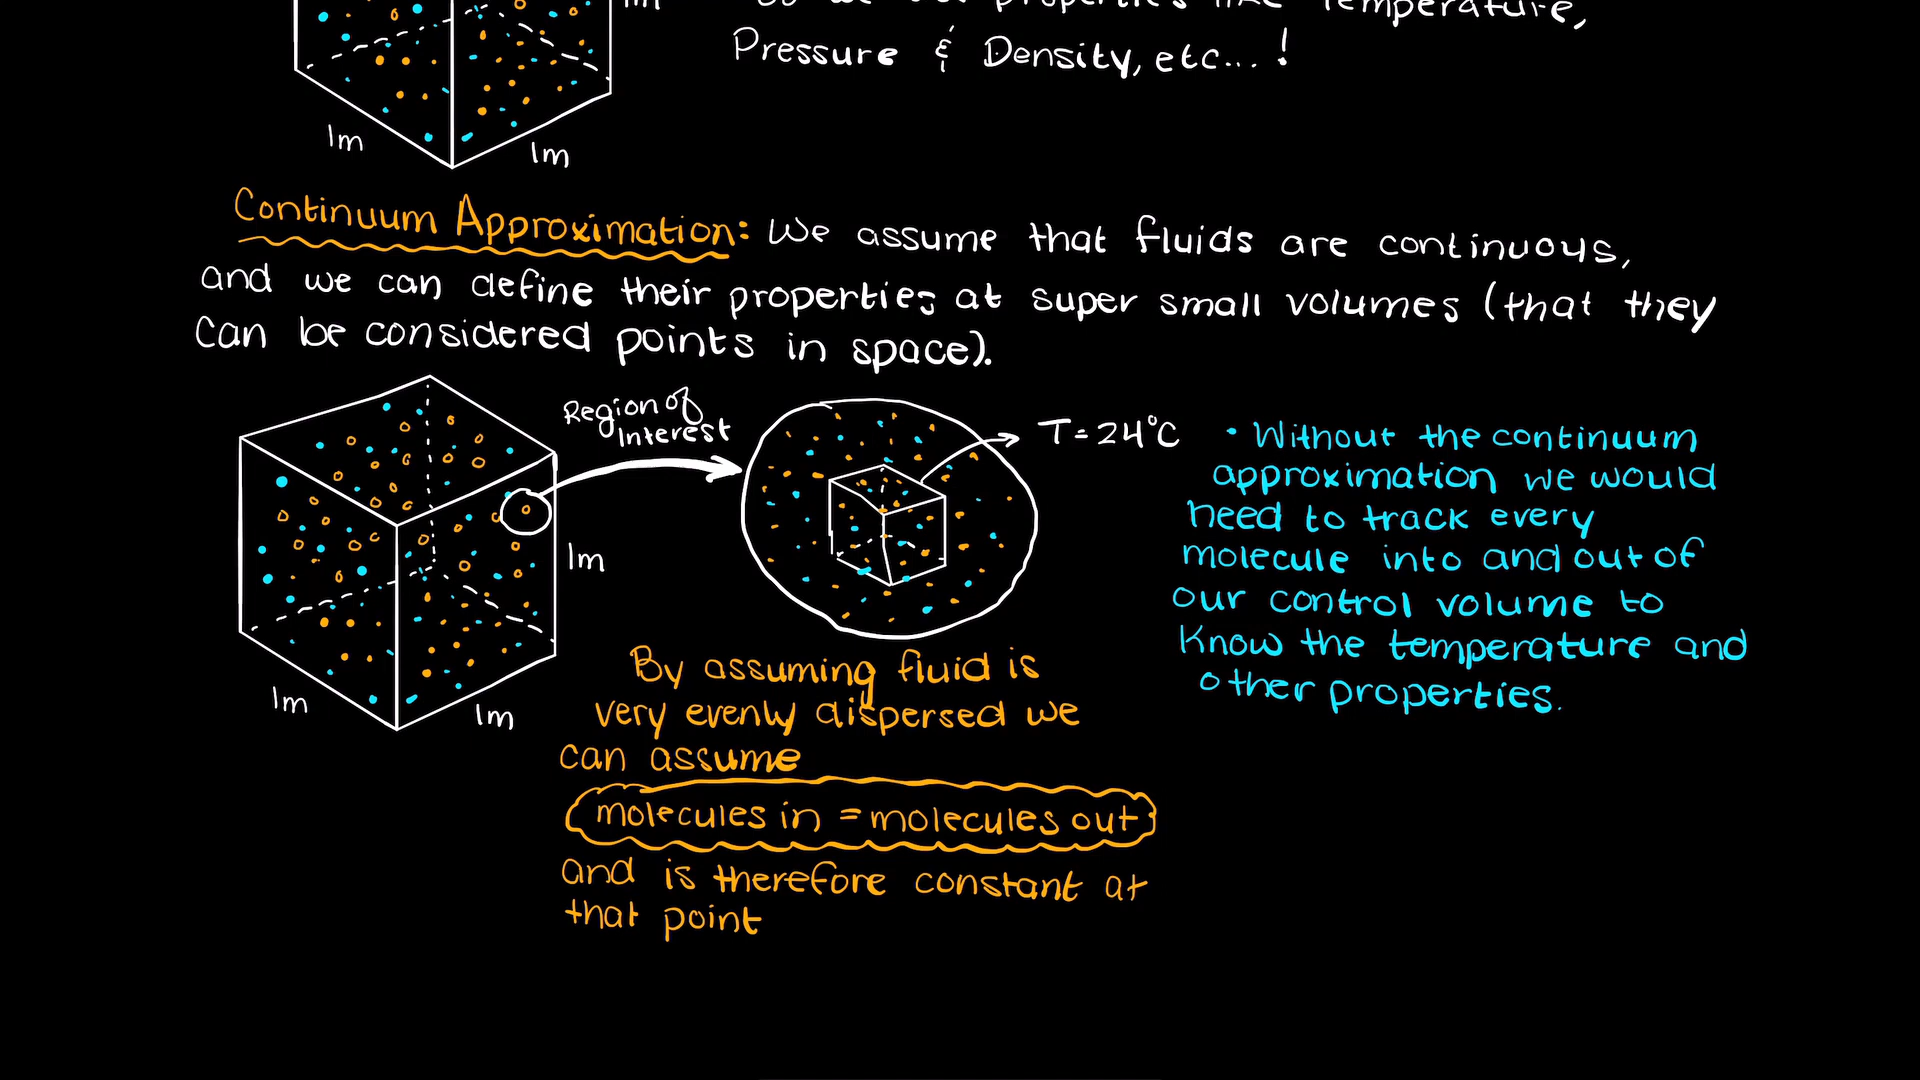 properties like Temperature,
Pressure & Density, etc...!
1m
1m
Continuum Approximation: We assume that fluids are continuous,
and we can define their properties at super small volumes (that they
can be considered points in space).
Region of
Interest
T = 24°C
1m
1m
1m
By assuming fluid is
very evenly dispersed we
can assume
molecules in = molecules out
and is therefore constant at
that point
• Without the continuum
approximation we would
need to track every
molecule into and out of
our control volume to
know the temperature and
other properties.